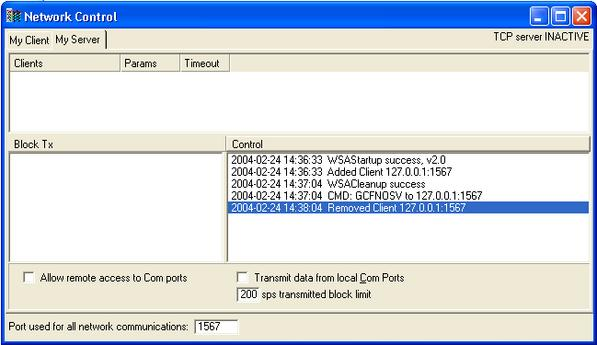 Network Control
My Client My Server TCP server INACTIVE
Clients Params Timeout
Block Tx Control
2004-02-24 14:36:33 WSAStartup success, v2.0
2004-02-24 14:36:33 Added Client 127.0.0.1:1567
2004-02-24 14:37:04 WSACleanup success
2004-02-24 14:37:04 CMD: GCFNOSV to 127.0.0.1:1567
2004-02-24 14:38:04 Removed Client 127.0.0.1:1567
Allow remote access to Com ports Transmit data from local Com Ports
200 sps transmitted block limit
Port used for all network communications: 1567